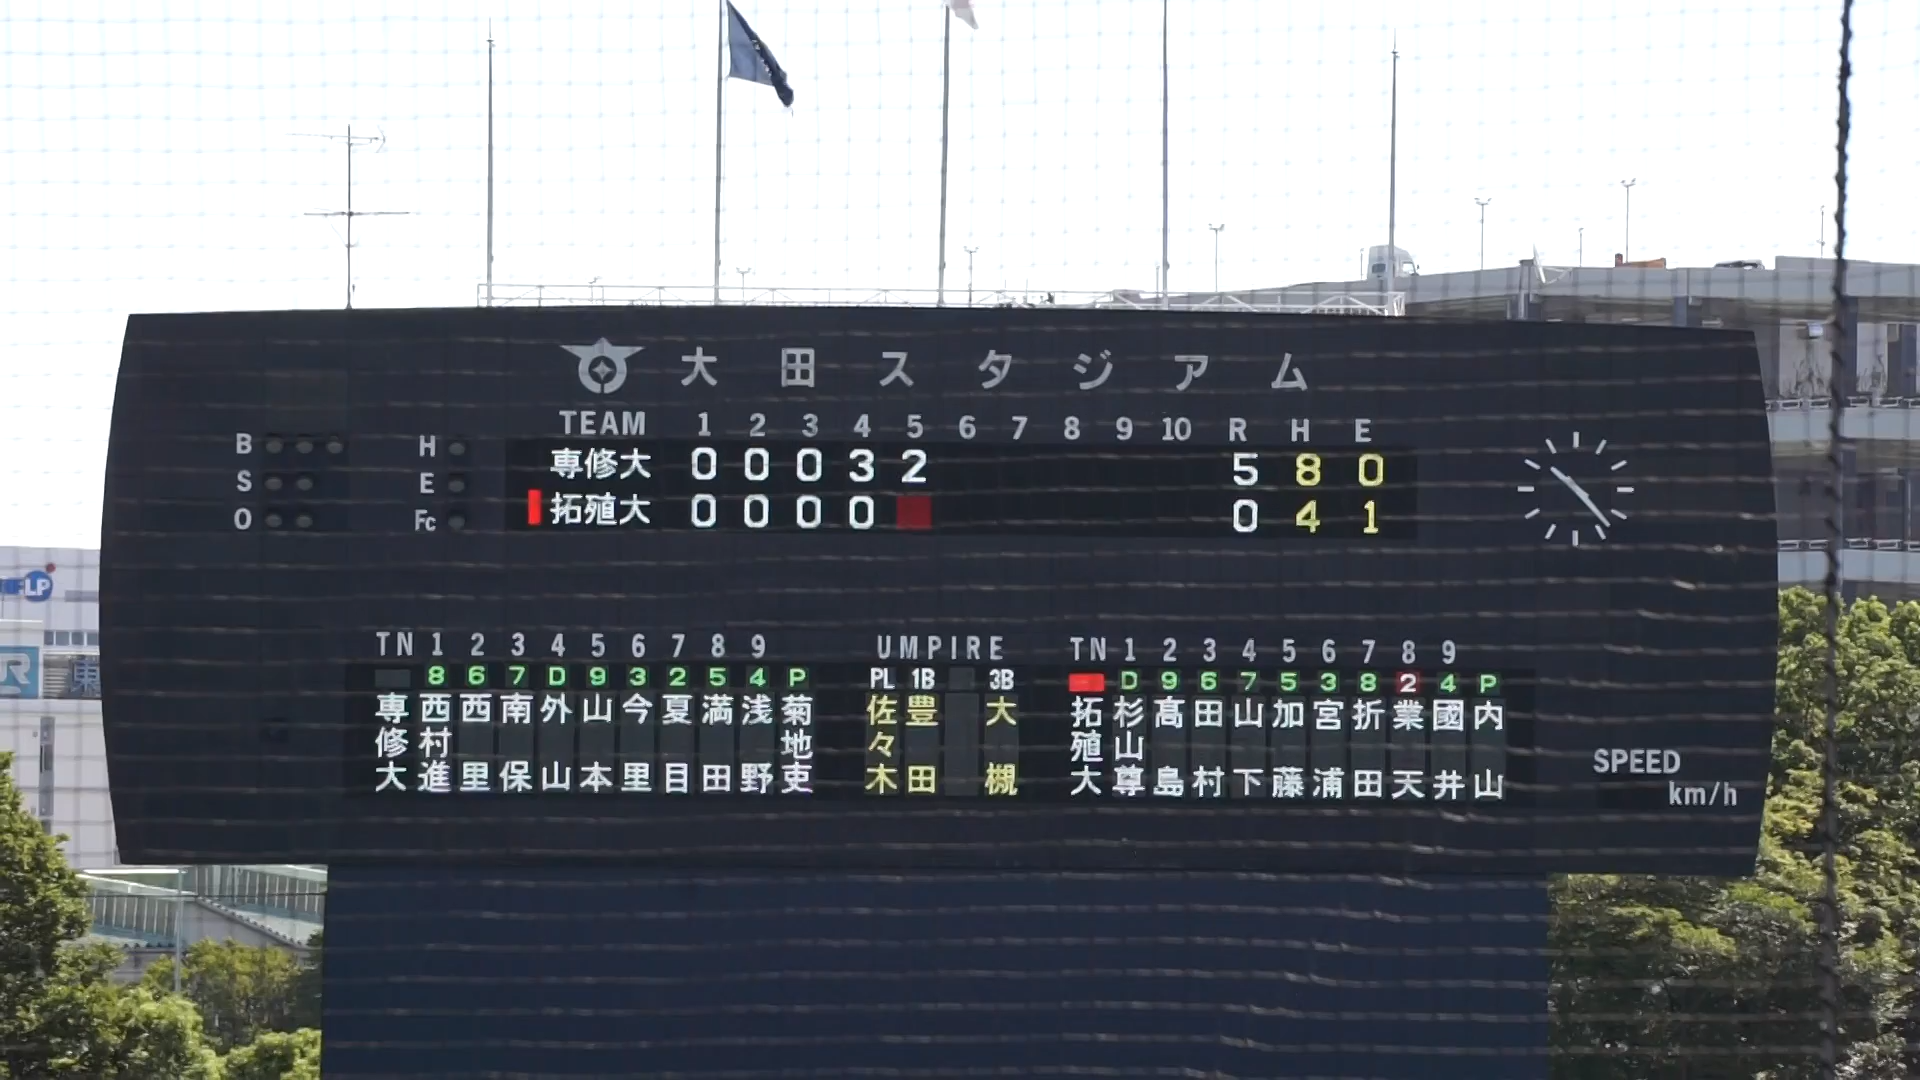 大田スタジアム
TEAM 1 2 3 4 5 6 7 8 9 10 R H E
専修大 0 0 0 3 2 5 8 0
拓殖大 0 0 0 0 0 4 1
B H
S E
O Fc
TN 1 2 3 4 5 6 7 8 9
8 6 7 D 9 3 2 5 4 P
専修大 西村進 西里 南保 外山 山本 今里 夏目 満田 浅野 菊地吏
UMPIRE
PL 1B 3B
佐々木 豊田 大槻
TN 1 2 3 4 5 6 7 8 9
D 9 6 7 5 3 8 2 4 P
拓殖大 杉山尊 髙島 田村 山下 加藤 宮浦 折田 業天 國井 内山
SPEED
km/h
LP
R
東